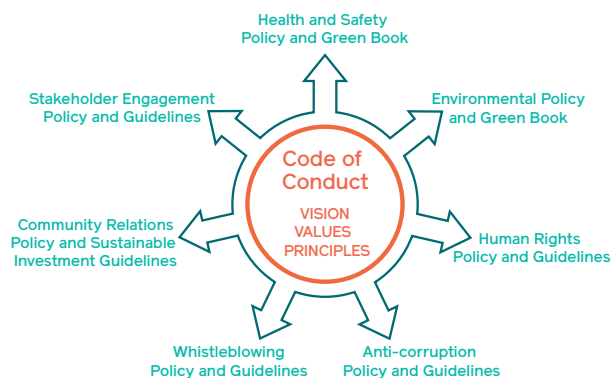 Health and Safety
Policy and Green Book
Stakeholder Engagement
Policy and Guidelines
Environmental Policy
and Green Book
Code of
Conduct
VISION
VALUES
PRINCIPLES
Community Relations
Policy and Sustainable
Investment Guidelines
Human Rights
Policy and Guidelines
Whistleblowing
Policy and Guidelines
Anti-corruption
Policy and Guidelines